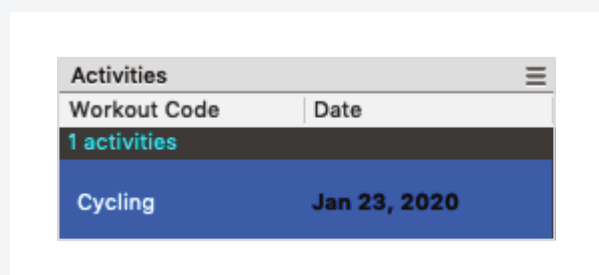 Activities
Workout Code Date
1 activities
Cycling Jan 23, 2020